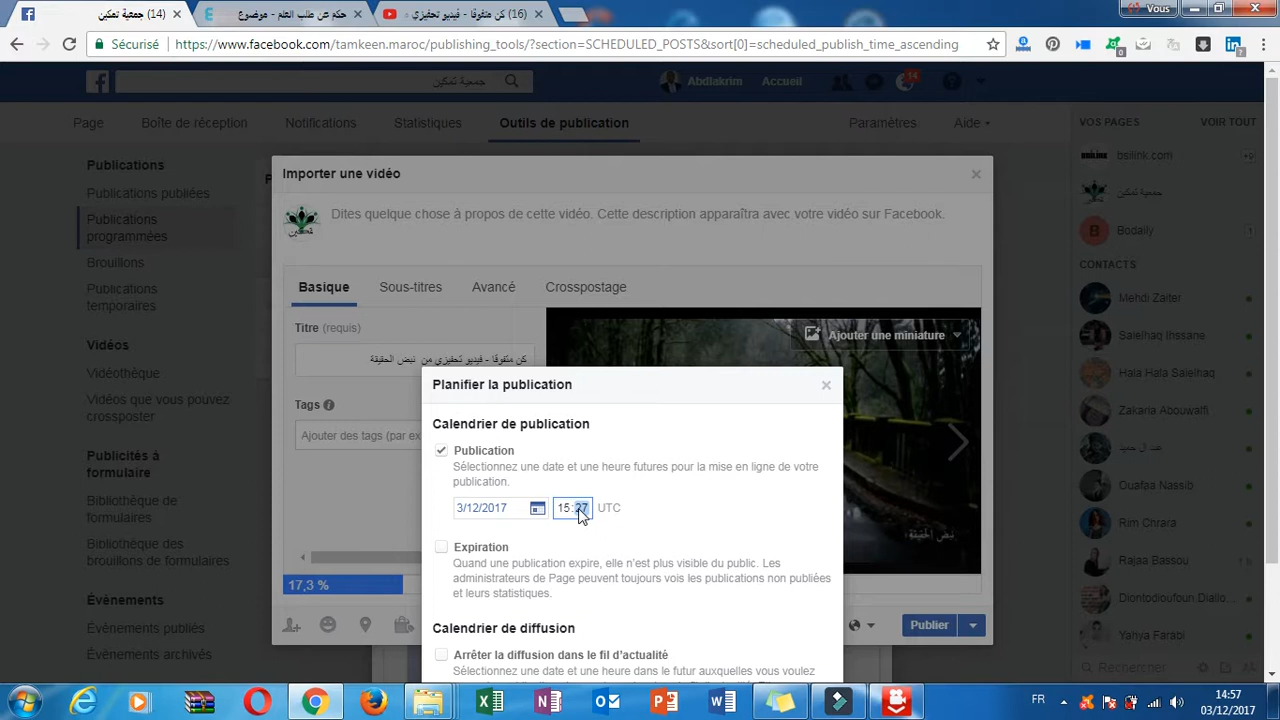 (14) جمعية تمكين
حكم عن طلب العلم - موضوع
(16) كن متفوقا - فيديو تحفيزي
Vous
Sécurisé
https://www.facebook.com/tamkeenmaroc/publishing_tools/?section=SCHEDULED_POSTS&sort[0]=scheduled_publish_time_ascending
جمعية تمكين
Abdlakrim
Accueil
14
Page
Boîte de réception
Notifications
Statistiques
Outils de publication
Paramètres
Aide
Publications
Publications publiées
Publications programmées
Brouillons
Publications temporaires
Vidéos
Vidéothèque
Vidéos que vous pouvez crossposter
Publicités à formulaire
Bibliothèque de formulaires
Bibliothèque des brouillons de formulaires
Évènements
Évènements publiés
Évènements archivés
Importer une vidéo
Dites quelque chose à propos de cette vidéo. Cette description apparaîtra avec votre vidéo sur Facebook.
Basique
Sous-titres
Avancé
Crosspostage
Titre (requis)
كن متفوقا - فيديو تحفيزي من نبض الحقيقة
Tags
Ajouter des tags (par ex
Ajouter une miniature
17,3 %
Publier
Planifier la publication
Calendrier de publication
Publication
Sélectionnez une date et une heure futures pour la mise en ligne de votre
publication.
3/12/2017
15:27
UTC
Expiration
Quand une publication expire, elle n'est plus visible du public. Les
administrateurs de Page peuvent toujours vois les publications non publiées
et leurs statistiques.
Calendrier de diffusion
Arrêter la diffusion dans le fil d'actualité
Sélectionnez une date et une heure dans le futur auxquelles vous voulez
VOS PAGES
VOIR TOUT
bsilink.com
جمعية تمكين
Bodaily
CONTACTS
Mehdi Zaiter
Salelhaq Ihssane
Hala Hala Salelhaq
Zakaria Abouwalfi
عبدل حميد
Ouafaa Nassib
Rim Chrara
Rajaa Bassou
Diontodioufoun Diallo...
Yahya Farabi
Rechercher
FR
14:57
03/12/2017